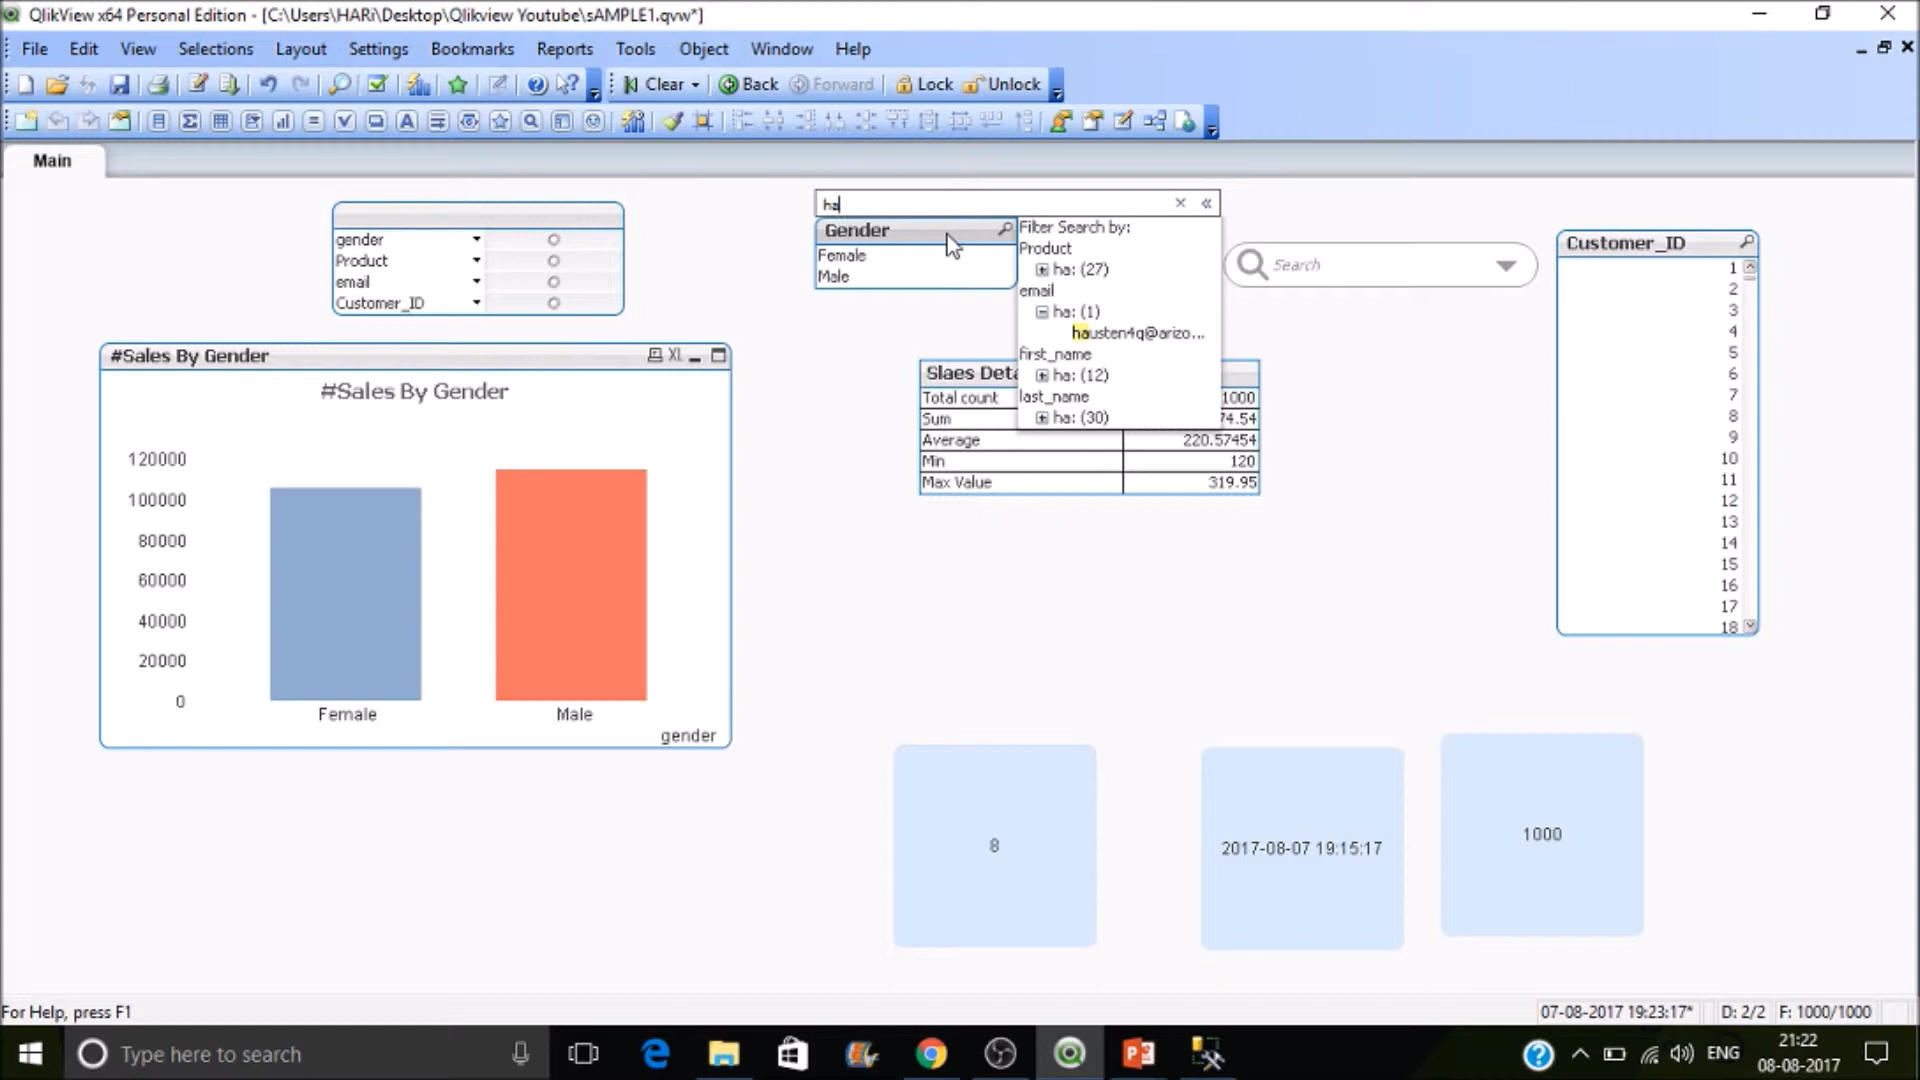 QlikView x64 Personal Edition - [C:\Users\HARi\Desktop\Qlikview Youtube\sAMPLE1.qvw*]
File Edit View Selections Layout Settings Bookmarks Reports Tools Object Window Help
Clear Back Forward Lock Unlock
Main
gender
Product
email
Customer_ID
ha
Gender
Female
Male
Filter Search by:
Product
ha: (27)
email
ha: (1)
hausten4q@arizo...
first_name
ha: (12)
last_name
ha: (30)
Search
Customer_ID
1
2
3
4
5
6
7
8
9
10
11
12
13
14
15
16
17
18
#Sales By Gender XL
#Sales By Gender
120000
100000
80000
60000
40000
20000
0
Female Male
gender
Slaes Deta
Total count 1000
Sum 74.54
Average 220.57454
Min 120
Max Value 319.95
8
2017-08-07 19:15:17
1000
For Help, press F1 07-08-2017 19:23:17* D: 2/2 F: 1000/1000
Type here to search
ENG
21:22
08-08-2017